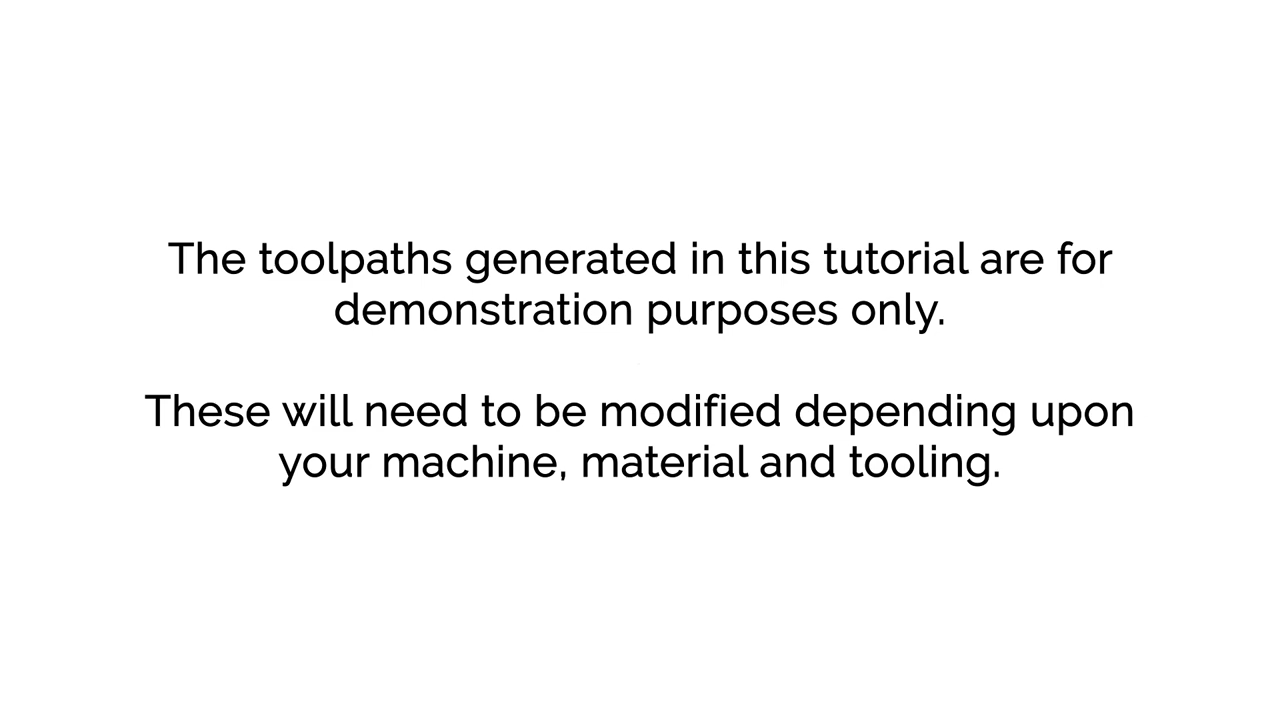 The toolpaths generated in this tutorial are for
demonstration purposes only.
These will need to be modified depending upon
your machine, material and tooling.